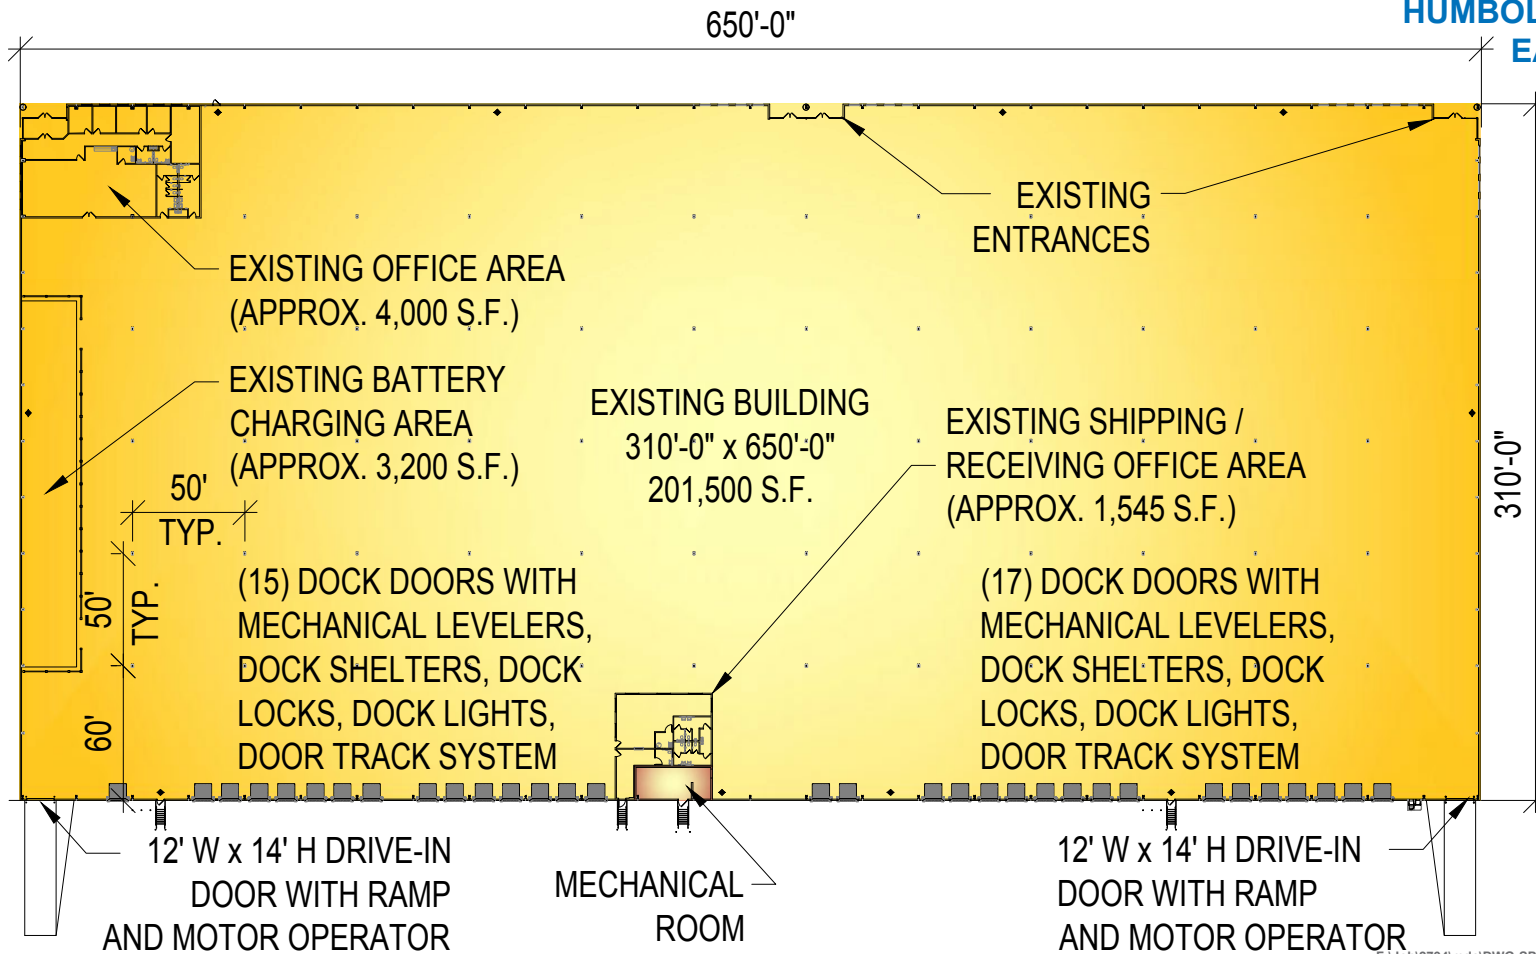 650'-0"
HUMBOL
EA
EXISTING
ENTRANCES
EXISTING OFFICE AREA
(APPROX. 4,000 S.F.)
EXISTING BATTERY
CHARGING AREA
(APPROX. 3,200 S.F.)
EXISTING BUILDING
310'-0" x 650'-0"
201,500 S.F.
EXISTING SHIPPING /
RECEIVING OFFICE AREA
(APPROX. 1,545 S.F.)
310'-0"
50'
TYP.
50'
TYP.
60'
(15) DOCK DOORS WITH
MECHANICAL LEVELERS,
DOCK SHELTERS, DOCK
LOCKS, DOCK LIGHTS,
DOOR TRACK SYSTEM
(17) DOCK DOORS WITH
MECHANICAL LEVELERS,
DOCK SHELTERS, DOCK
LOCKS, DOCK LIGHTS,
DOOR TRACK SYSTEM
12' W x 14' H DRIVE-IN
DOOR WITH RAMP
AND MOTOR OPERATOR
MECHANICAL
ROOM
12' W x 14' H DRIVE-IN
DOOR WITH RAMP
AND MOTOR OPERATOR